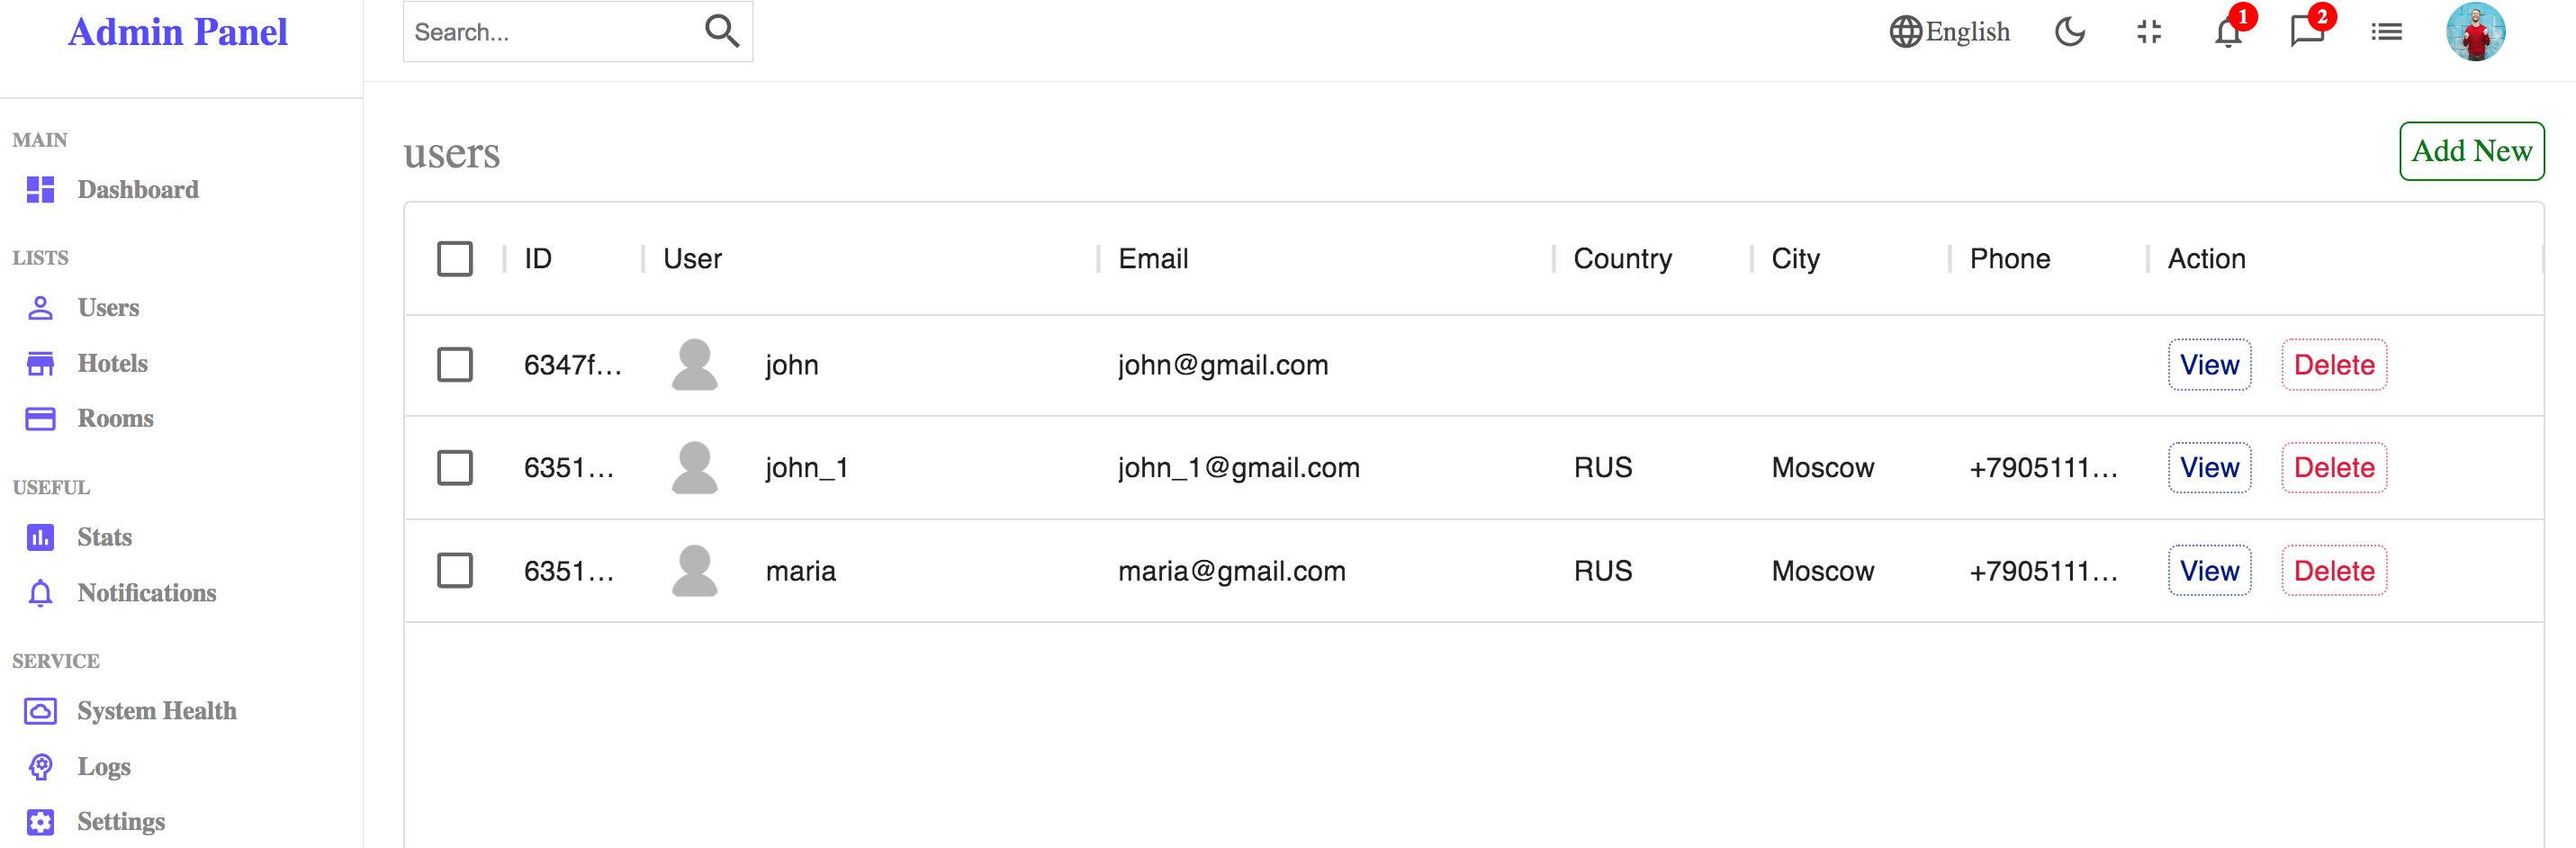 Admin Panel
Search...
English
1
2
MAIN
Dashboard
LISTS
Users
Hotels
Rooms
USEFUL
Stats
Notifications
SERVICE
System Health
Logs
Settings
users
Add New
ID User Email Country City Phone Action
6347f... john john@gmail.com View Delete
6351... john_1 john_1@gmail.com RUS Moscow +7905111... View Delete
6351... maria maria@gmail.com RUS Moscow +7905111... View Delete